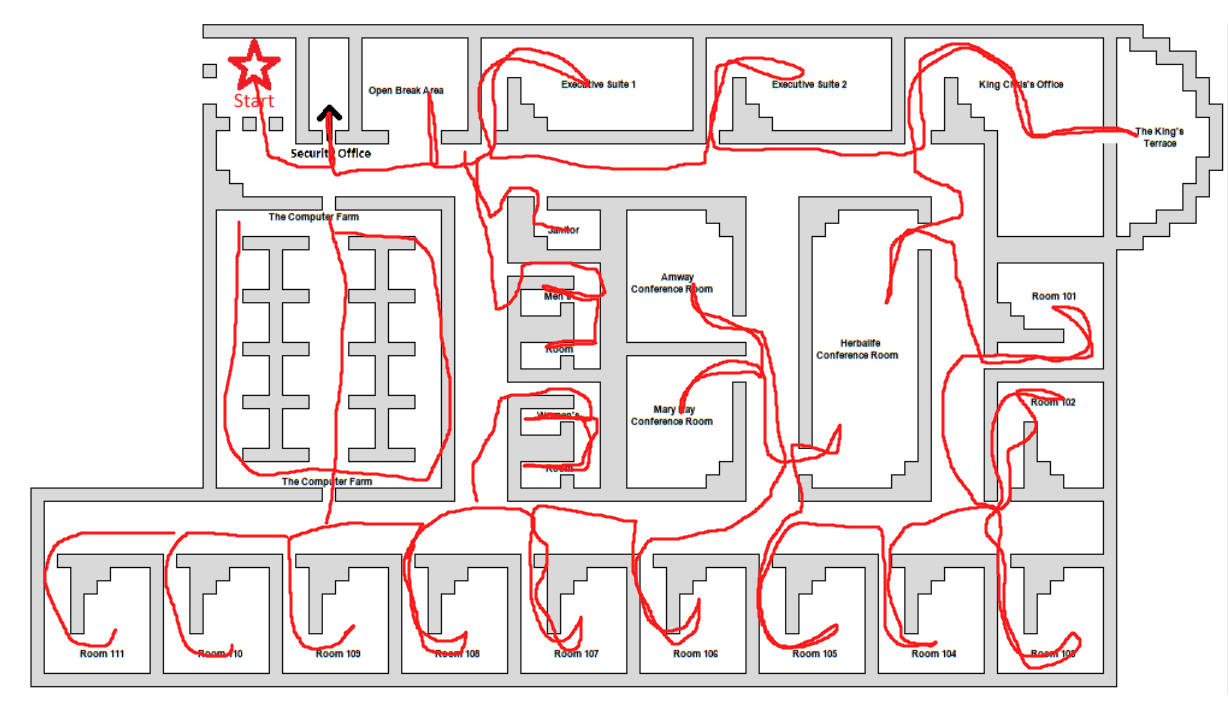 Start
Open Break Area
Executive Suite 1
Executive Suite 2
King Chris's Office
The King's
Terrace
Security Office
The Computer Farm
Janitor
Amway
Conference Room
Men's
Room
Room 101
Herbalife
Conference Room
Mary Kay
Conference Room
Women's
Room
Room 102
The Computer Farm
Room 111
Room 110
Room 109
Room 108
Room 107
Room 106
Room 105
Room 104
Room 103